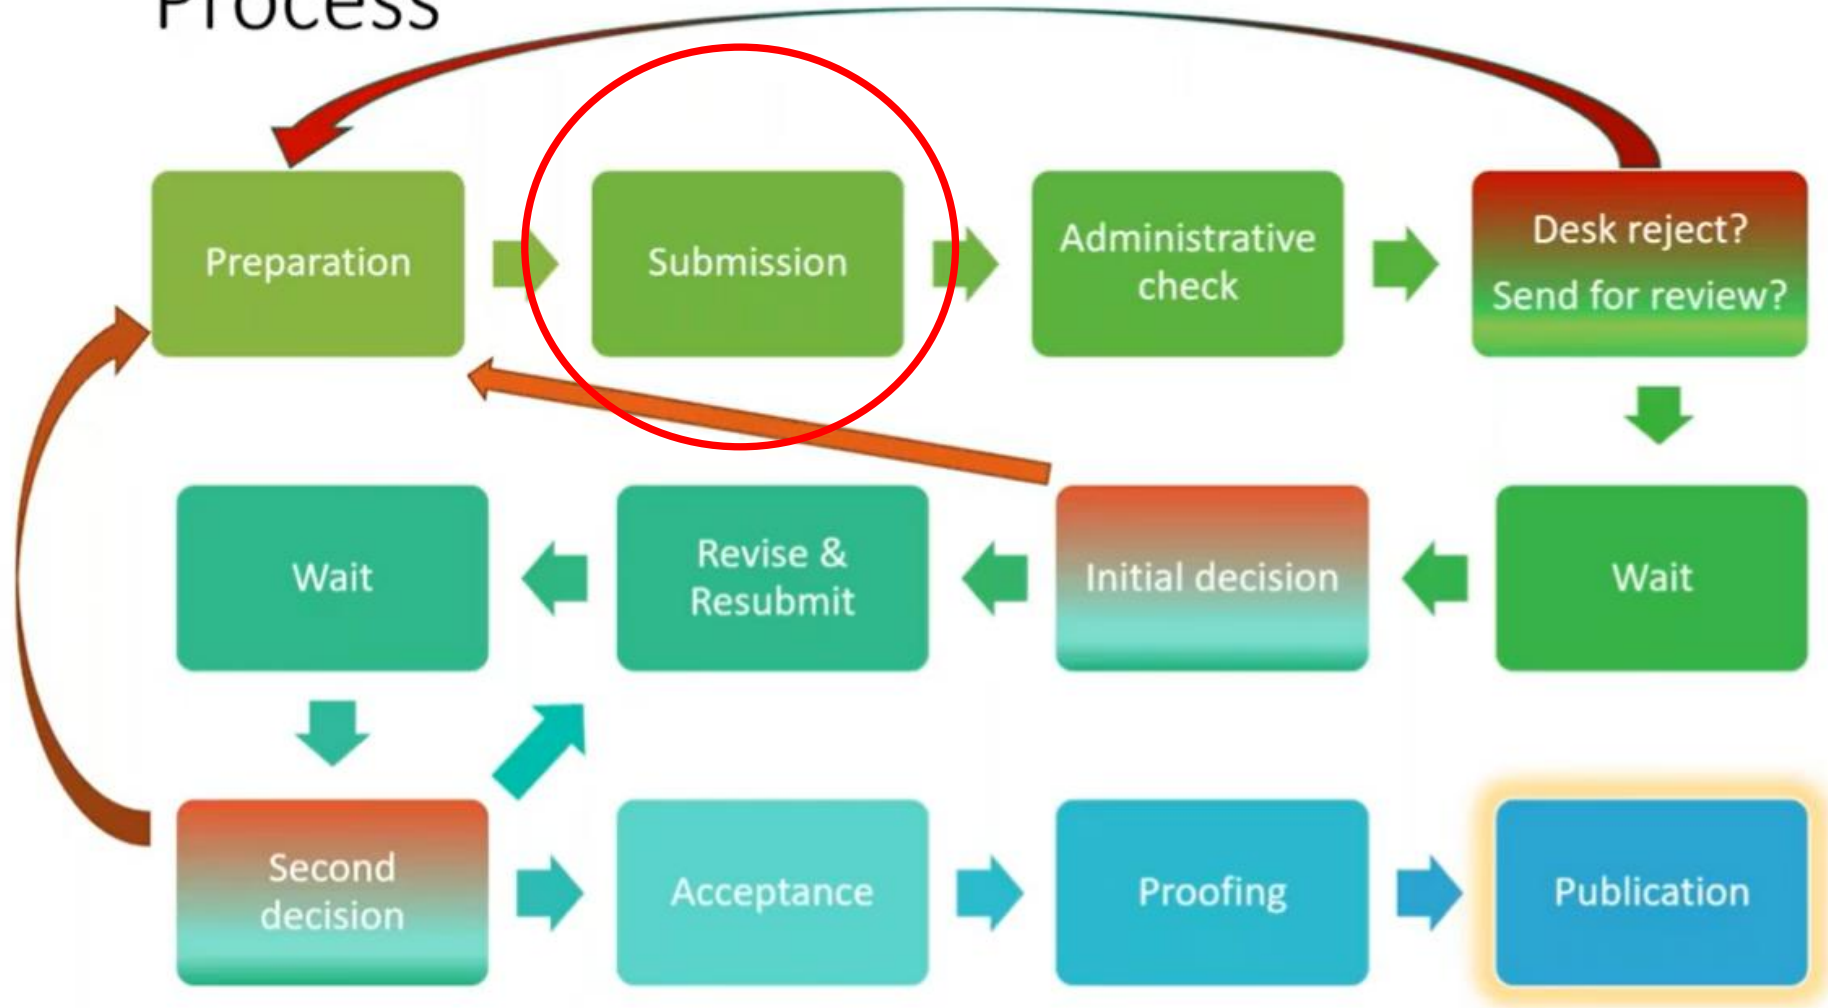 Process
Preparation
Submission
Administrative
check
Desk reject?
Send for review?
Wait
Revise &
Resubmit
Initial decision
Wait
Second
decision
Acceptance
Proofing
Publication